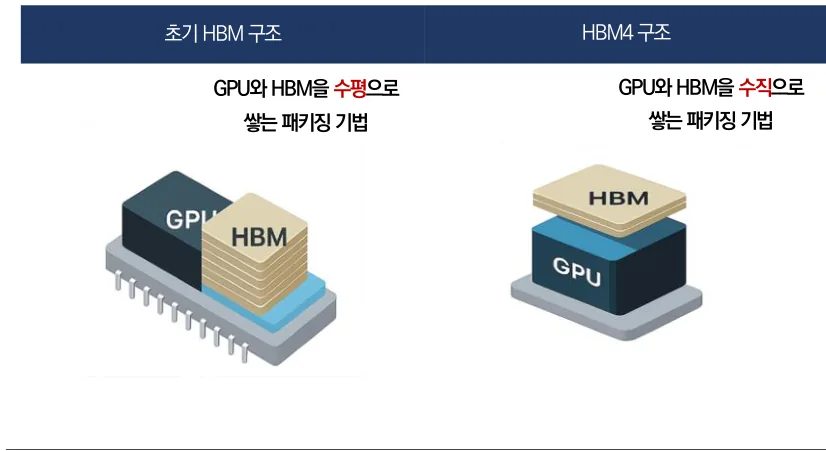 초기 HBM 구조
HBM4 구조
GPU와 HBM을 수평으로
쌓는 패키징 기법
GPU와 HBM을 수직으로
쌓는 패키징 기법
GPU
HBM
HBM
GPU